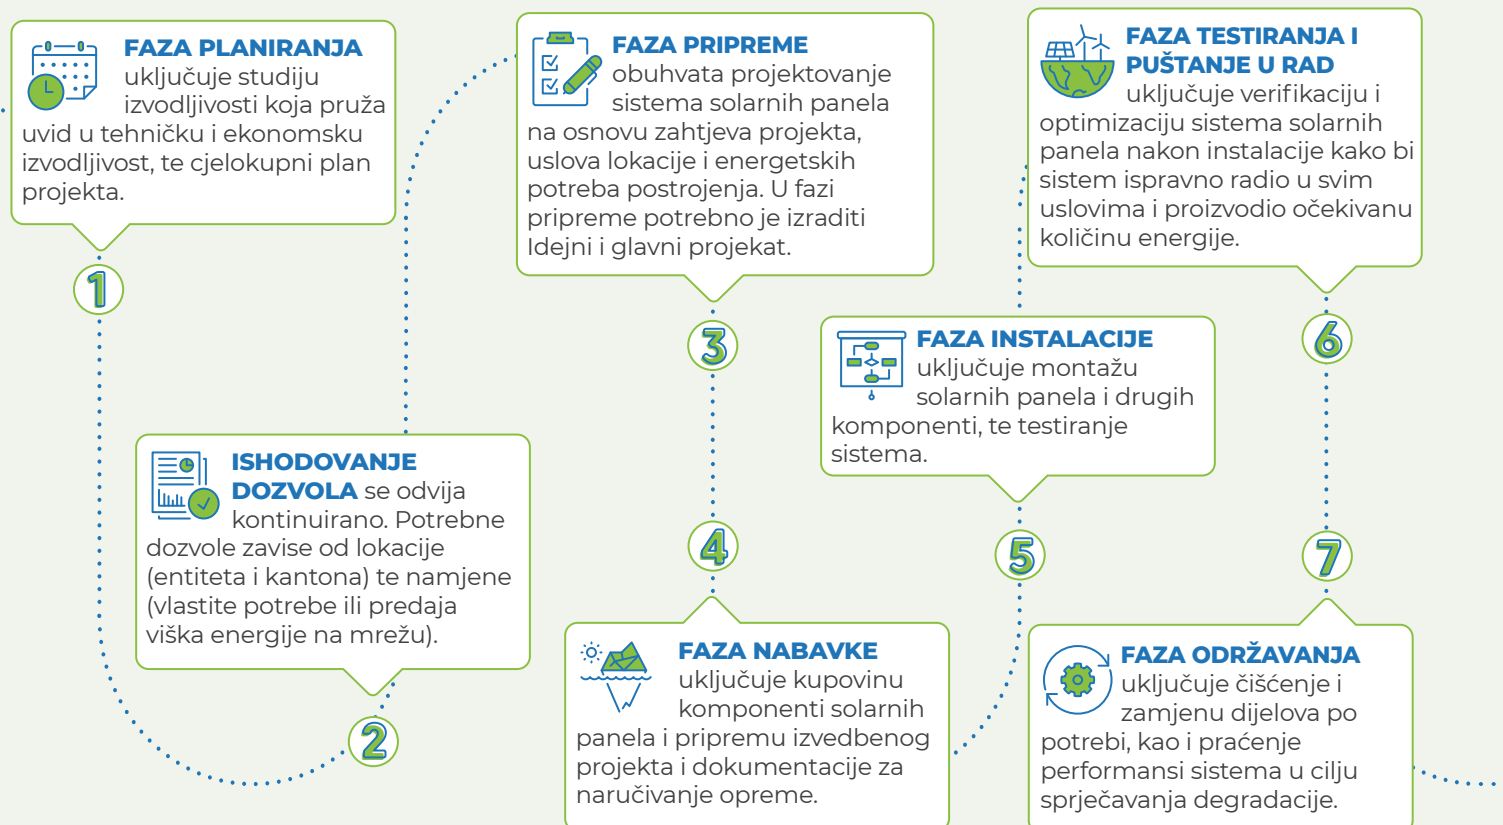 FAZA PLANIRANJA
uključuje studiju
izvodljivosti koja pruža
uvid u tehničku i ekonomsku
izvodljivost, te cjelokupni plan
projekta.
1
ISHODOVANJE
DOZVOLA se odvija
kontinuirano. Potrebne
dozvole zavise od lokacije
(entiteta i kantona) te namjene
(vlastite potrebe ili predaja
viška energije na mrežu).
2
FAZA PRIPREME
obuhvata projektovanje
sistema solarnih panela
na osnovu zahtjeva projekta,
uslova lokacije i energetskih
potreba postrojenja. U fazi
pripreme potrebno je izraditi
Idejni i glavni projekat.
3
4
FAZA NABAVKE
uključuje kupovinu
komponenti solarnih
panela i pripremu izvedbenog
projekta i dokumentacije za
naručivanje opreme.
FAZA INSTALACIJE
uključuje montažu
solarnih panela i drugih
komponenti, te testiranje
sistema.
5
FAZA TESTIRANJA I
PUŠTANJE U RAD
uključuje verifikaciju i
optimizaciju sistema solarnih
panela nakon instalacije kako bi
sistem ispravno radio u svim
uslovima i proizvodio očekivanu
količinu energije.
6
7
FAZA ODRŽAVANJA
uključuje čišćenje i
zamjenu dijelova po
potrebi, kao i praćenje
performansi sistema u cilju
sprječavanja degradacije.